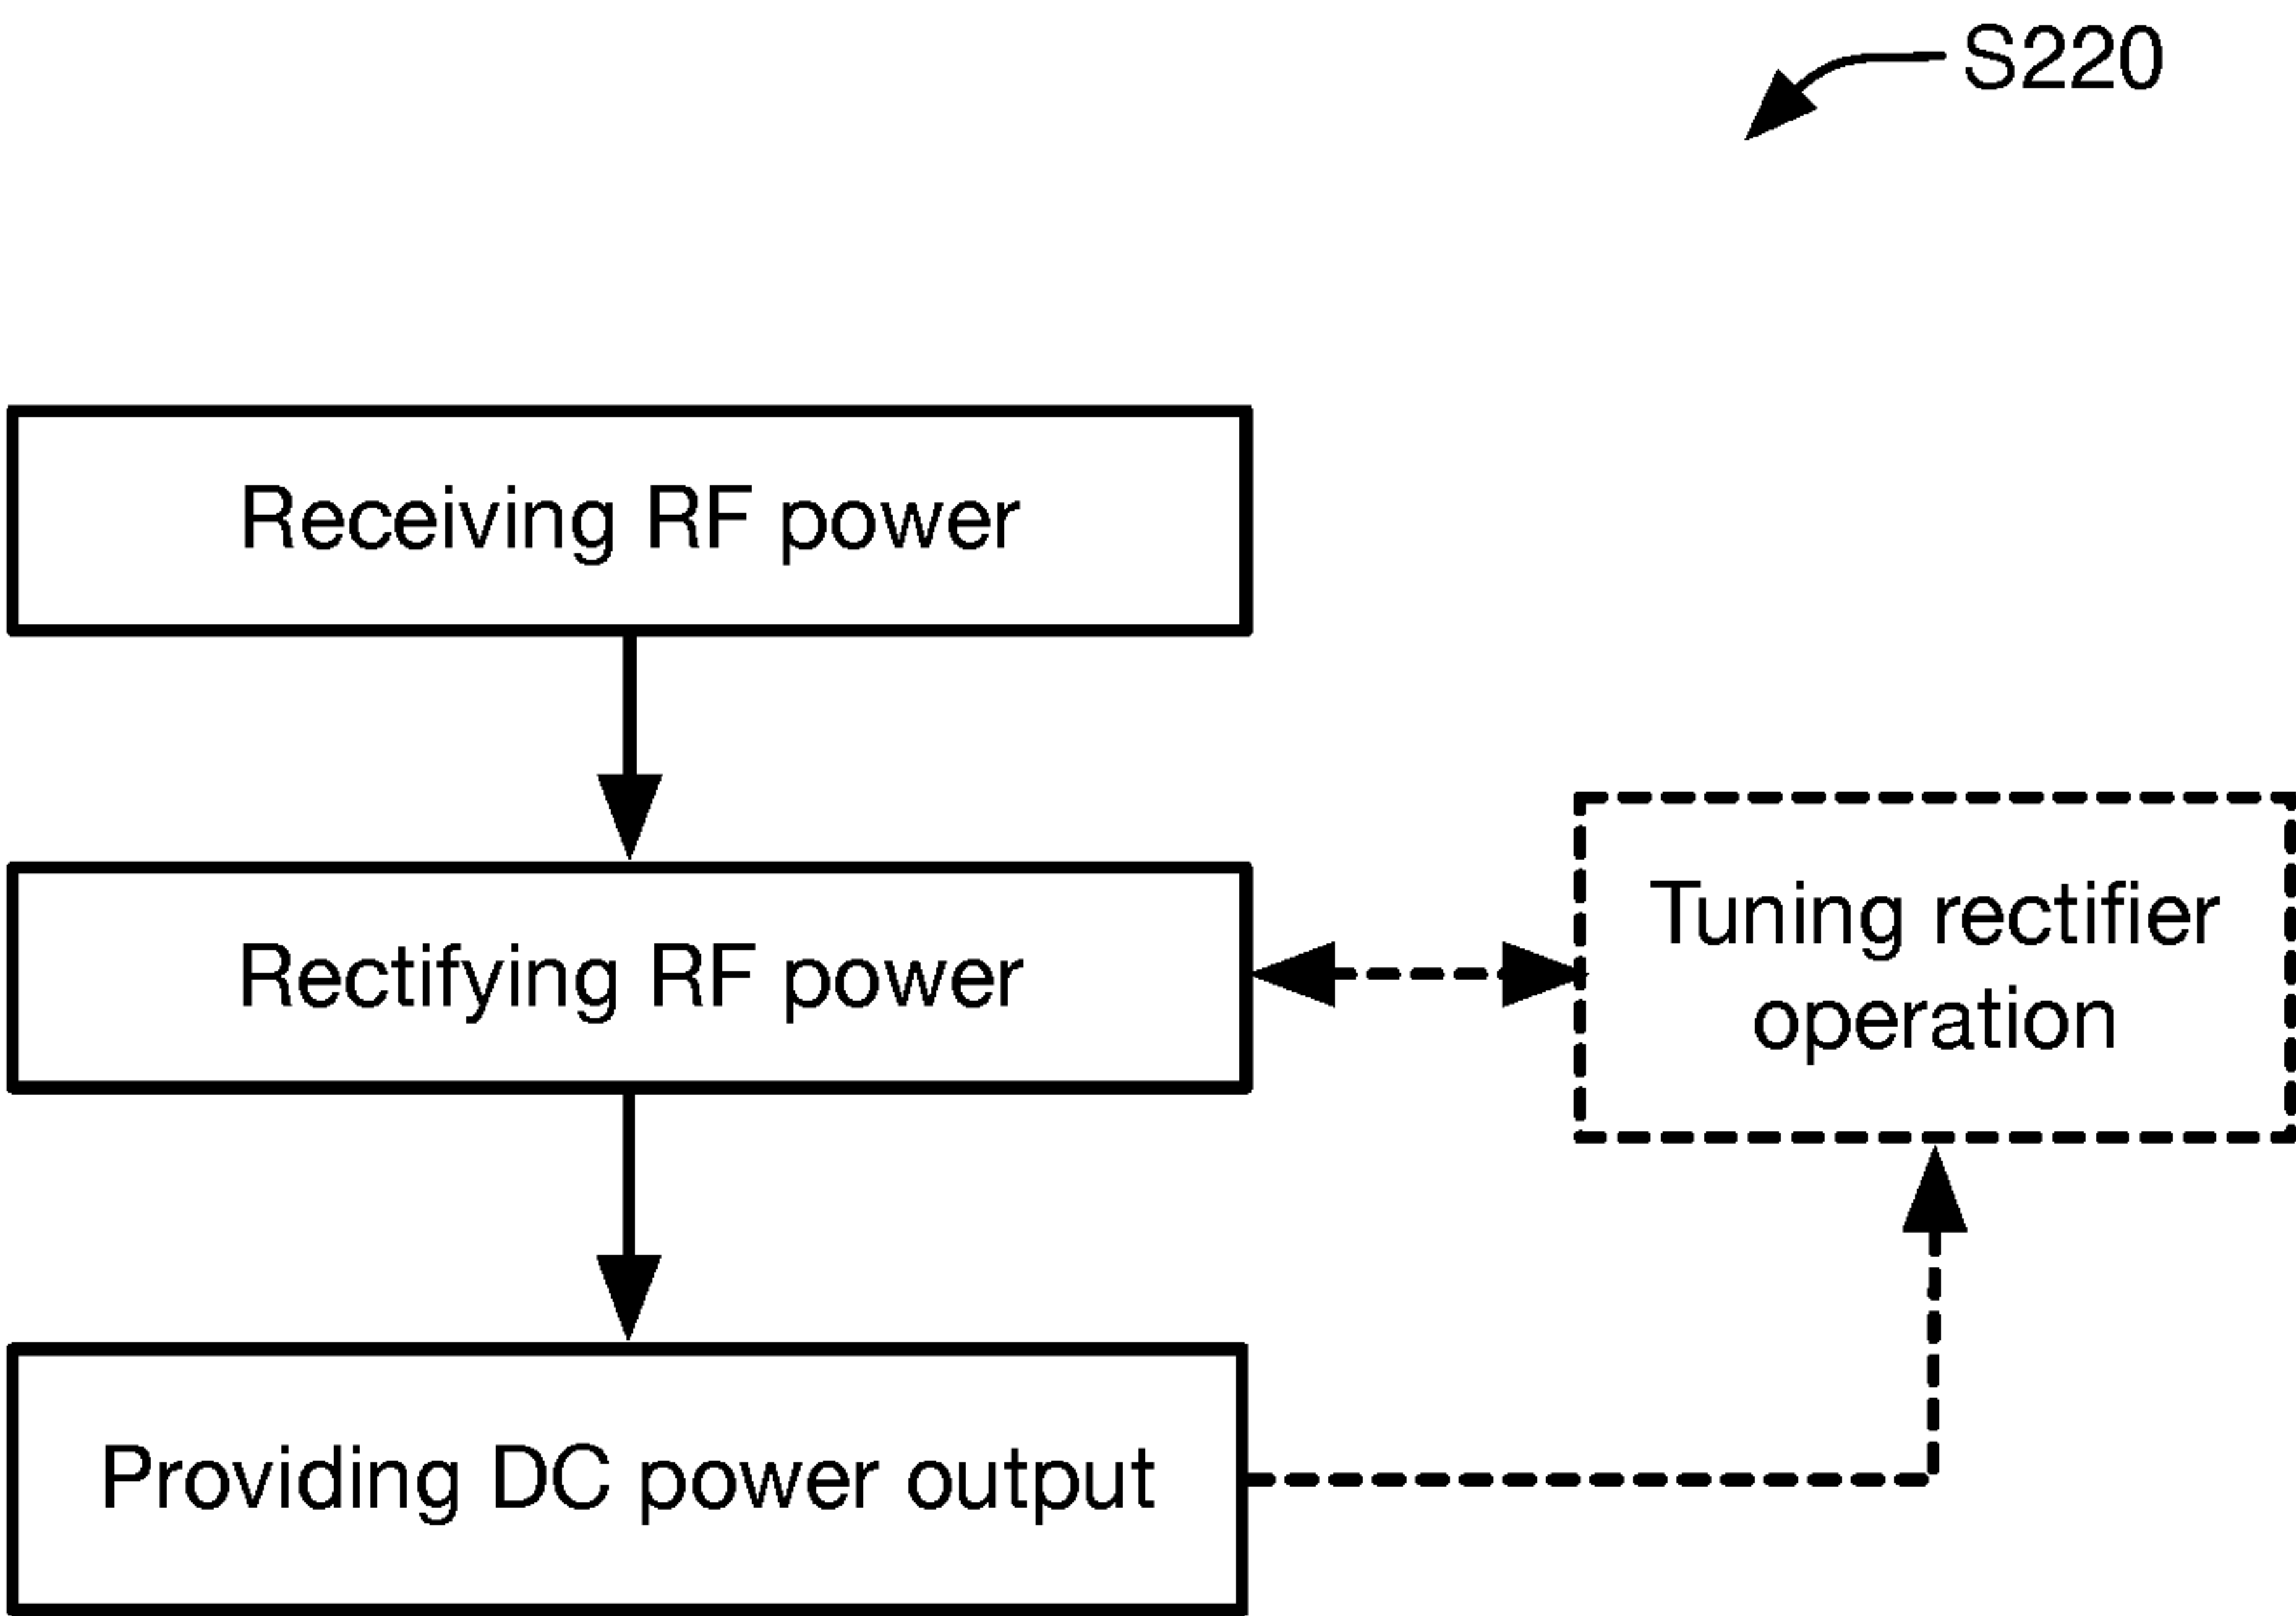 S220
Receiving RF power
Rectifying RF power
Tuning rectifier
operation
Providing DC power output